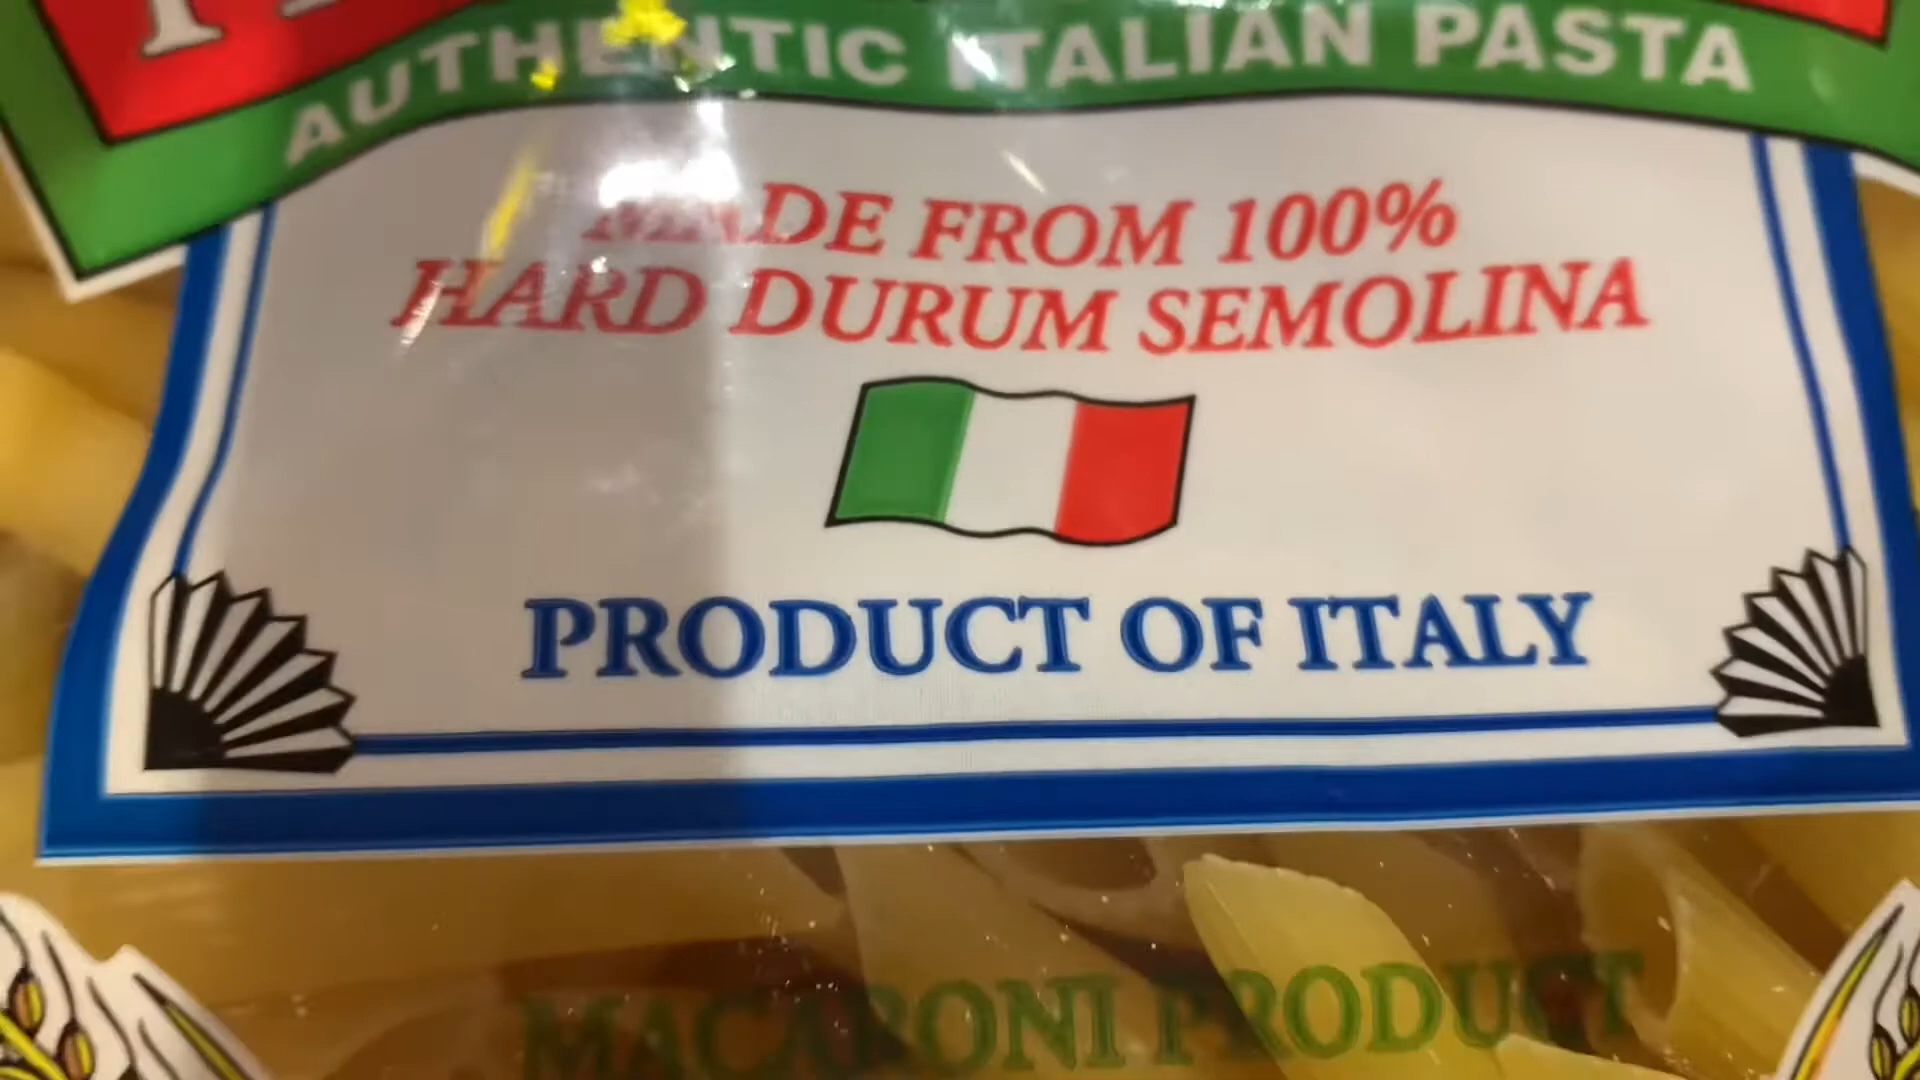 AUTHENTIC ITALIAN PASTA
MADE FROM 100%
HARD DURUM SEMOLINA
PRODUCT OF ITALY
MACARONI PRODUCT